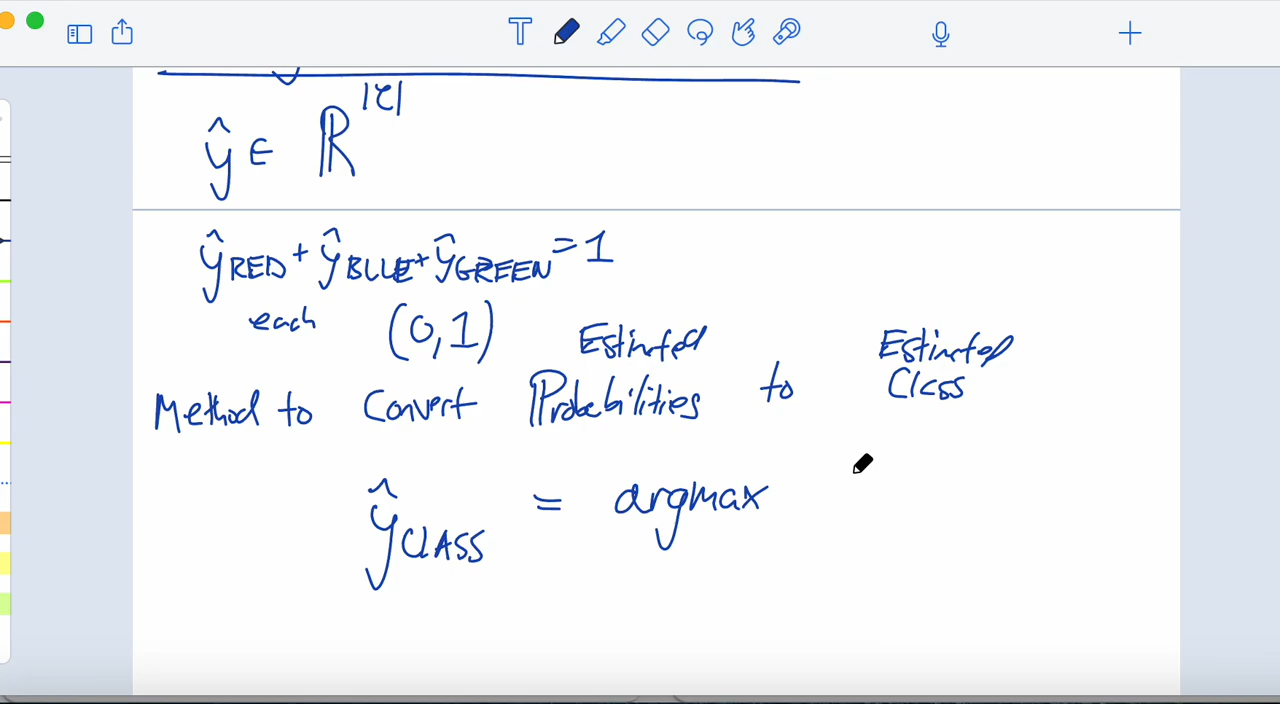 ŷ ∈ ℝ^|τ|
ŷRED + ŷBLUE + ŷGREEN = 1
each (0,1)
Method to Convert Estimated Probabilities to Estimated Class
ŷCLASS = argmax